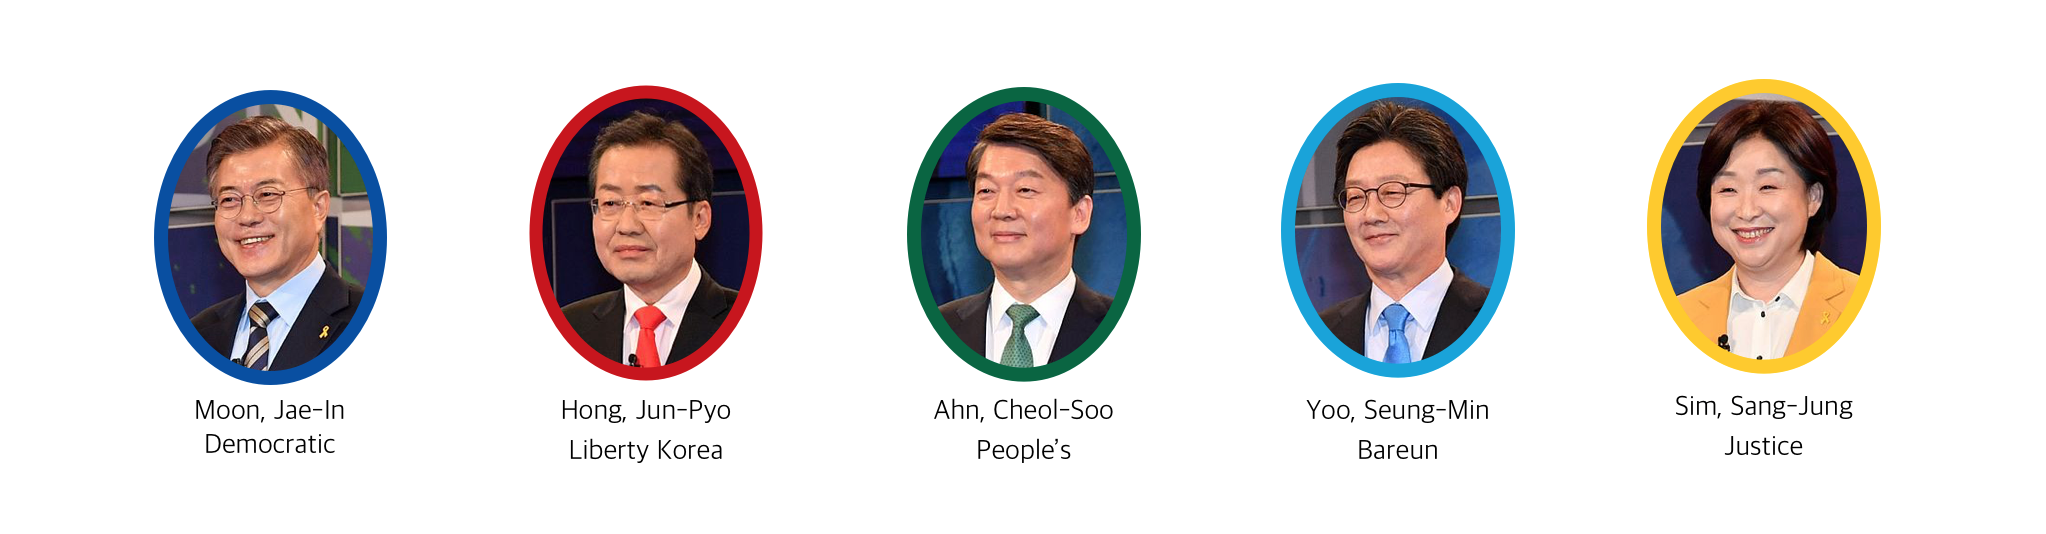 Moon, Jae-In
Democratic
Hong, Jun-Pyo
Liberty Korea
Ahn, Cheol-Soo
People’s
Yoo, Seung-Min
Bareun
Sim, Sang-Jung
Justice